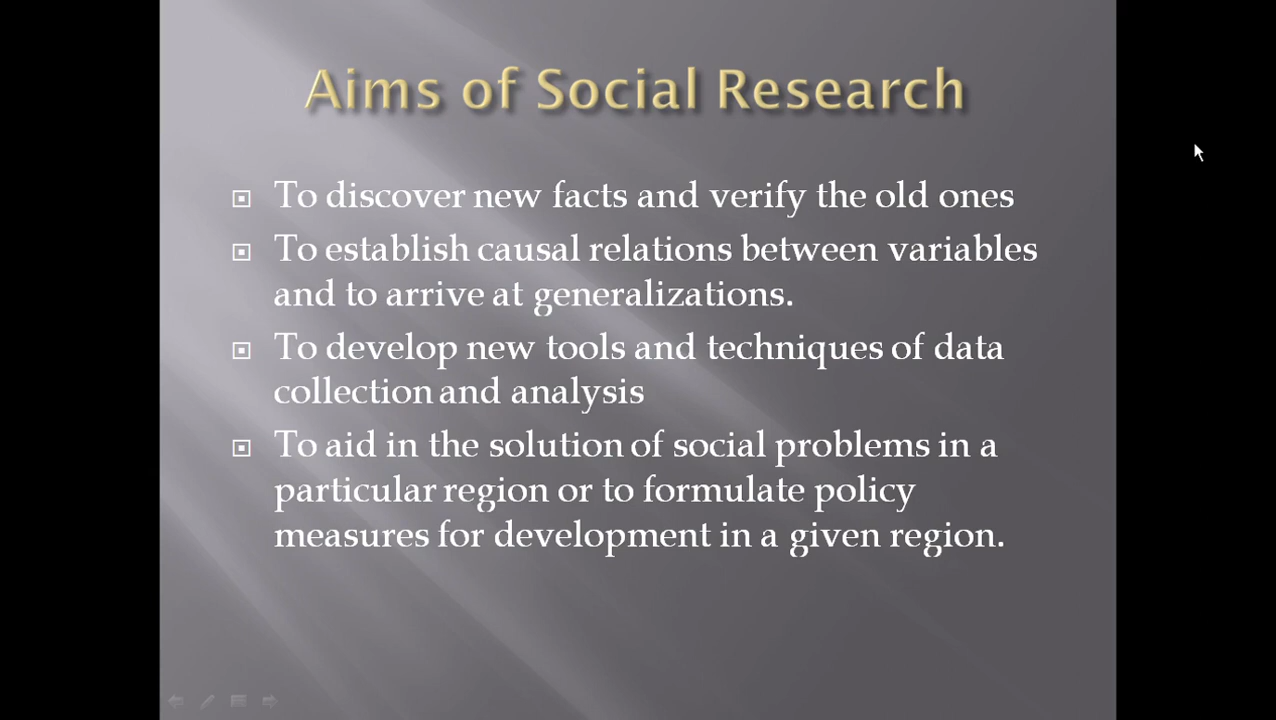 Aims of Social Research
To discover new facts and verify the old ones
To establish causal relations between variables
and to arrive at generalizations.
To develop new tools and techniques of data
collection and analysis
To aid in the solution of social problems in a
particular region or to formulate policy
measures for development in a given region.